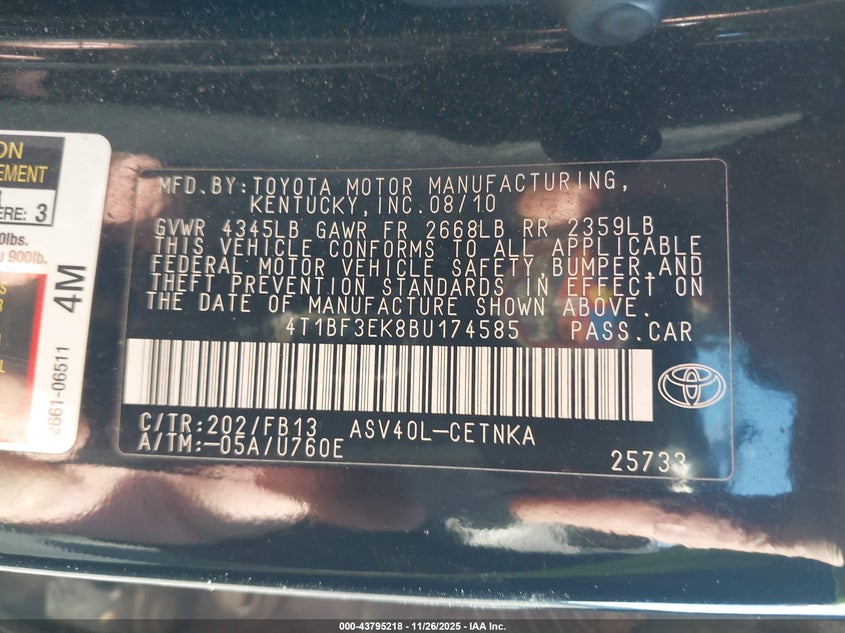 ON
EMENT
R
ERE: 3
0lbs.
u 900lb.
4M
2661-06511
MFD.BY:TOYOTA MOTOR MANUFACTURING,
KENTUCKY,INC.08/10
GVWR 4345LB GAWR FR 2668LB RR 2359LB
THIS VEHICLE CONFORMS TO ALL APPLICABLE
FEDERAL MOTOR VEHICLE SAFETY,BUMPER,AND
THEFT PREVENTION STANDARDS IN EFFECT ON
THE DATE OF MANUFACTURE SHOWN ABOVE.
4T1BF3EK8BU174585 PASS.CAR
C/TR:202/FB13 ASV40L-CETNKA
A/TM:-05A/U760E
25733
000-43795218 - 11/26/2025 - IAA Inc.